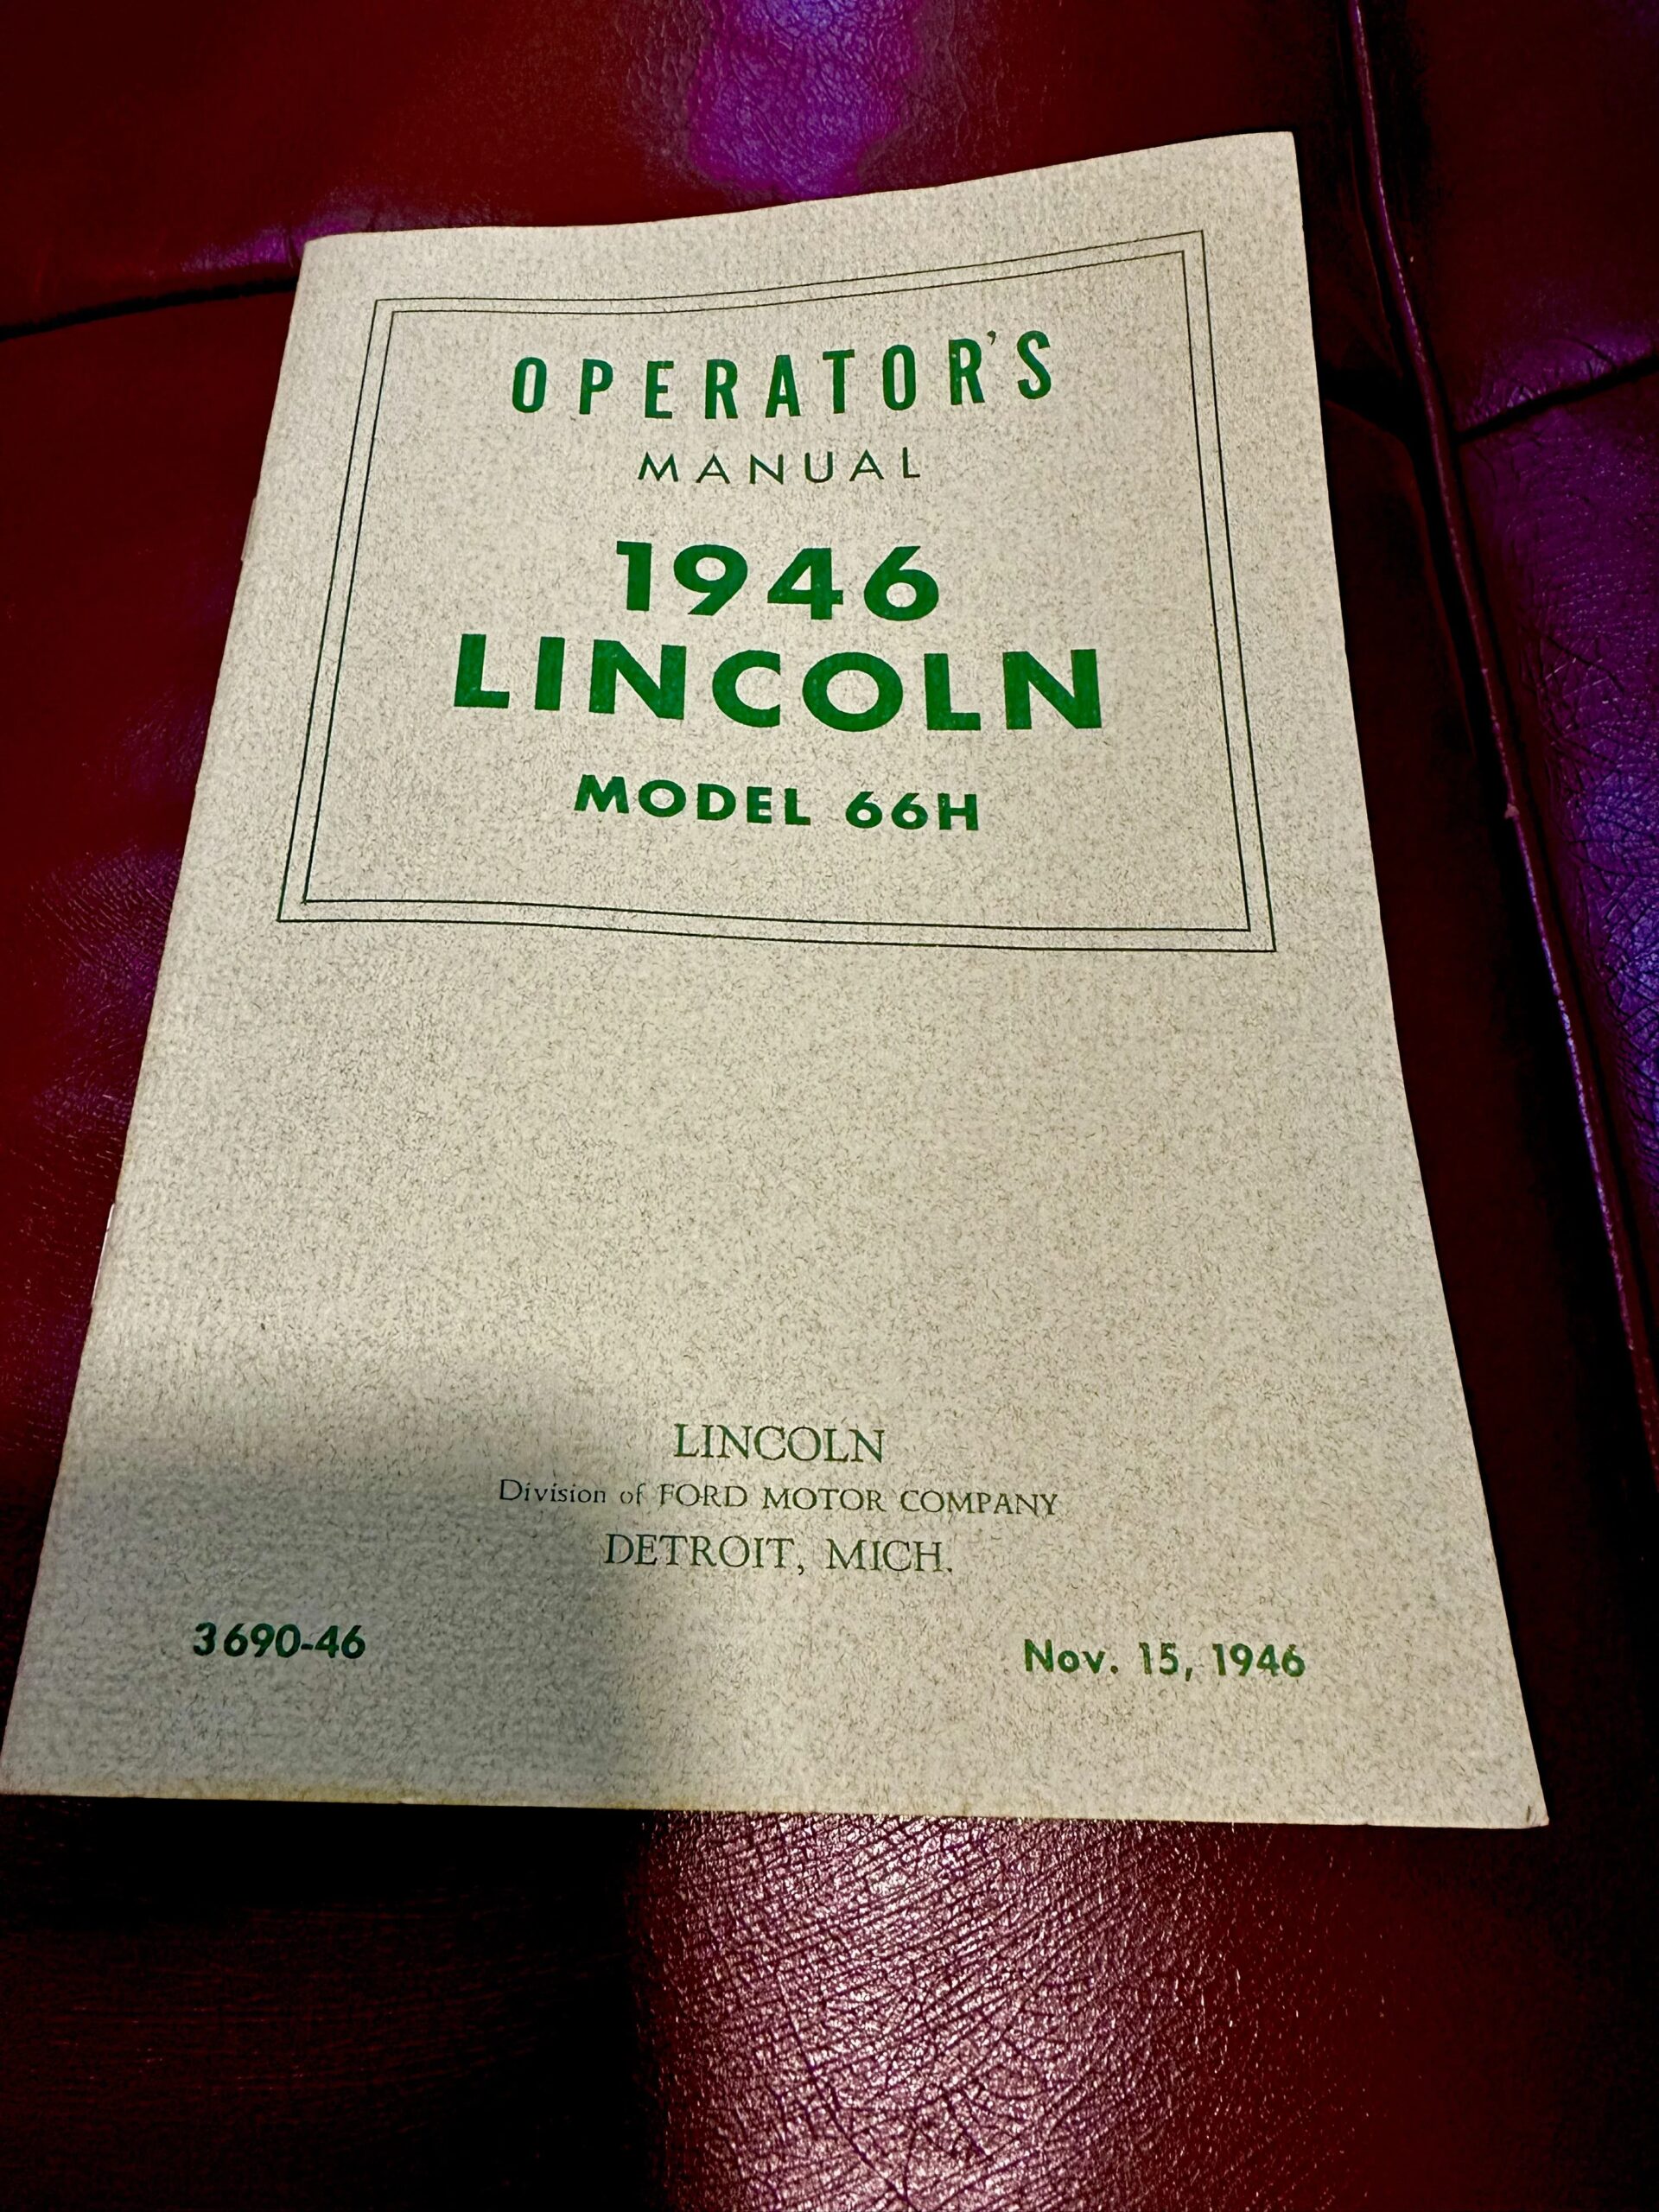 OPERATOR'S
MANUAL
1946
LINCOLN
MODEL 66H
LINCOLN
Division of FORD MOTOR COMPANY
DETROIT, MICH.
3690-46
Nov. 15, 1946